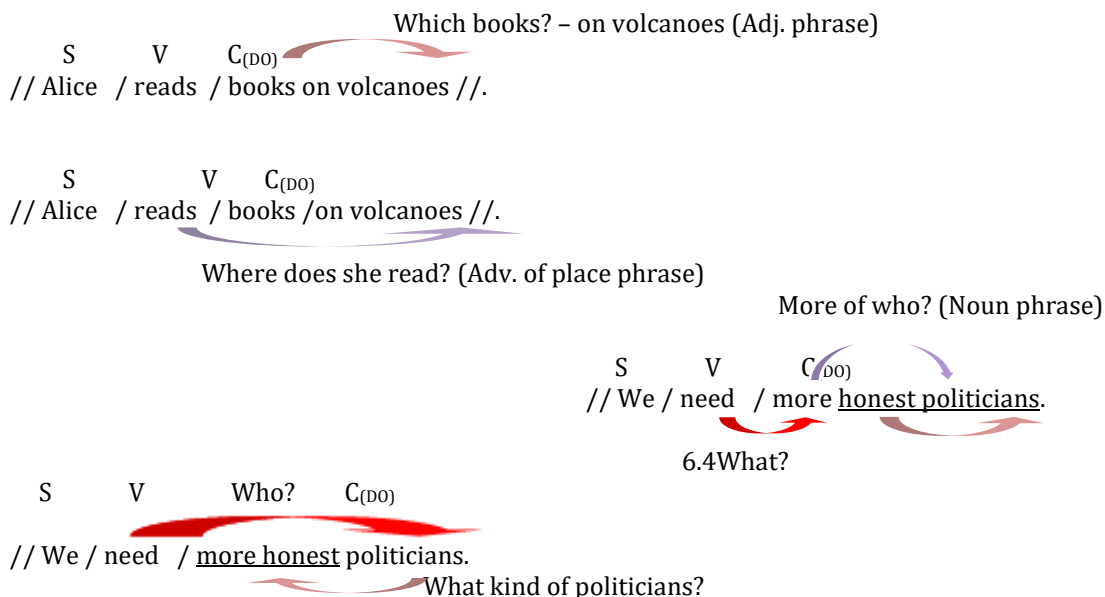 Which books? – on volcanoes (Adj. phrase)
S V C(DO)
// Alice / reads / books on volcanoes //.
S V C(DO)
// Alice / reads / books /on volcanoes //.
Where does she read? (Adv. of place phrase)
More of who? (Noun phrase)
S V C(DO)
// We / need / more honest politicians.
6.4What?
S V Who? C(DO)
// We / need / more honest politicians.
What kind of politicians?